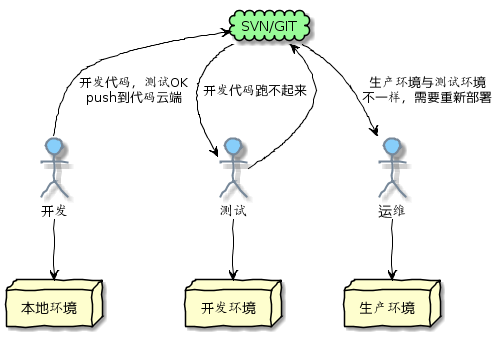 SVN/GIT
开发代码，测试OK
push到代码云端
开发代码跑不起来
生产环境与测试环境
不一样，需要重新部署
开发
测试
运维
本地环境
开发环境
生产环境